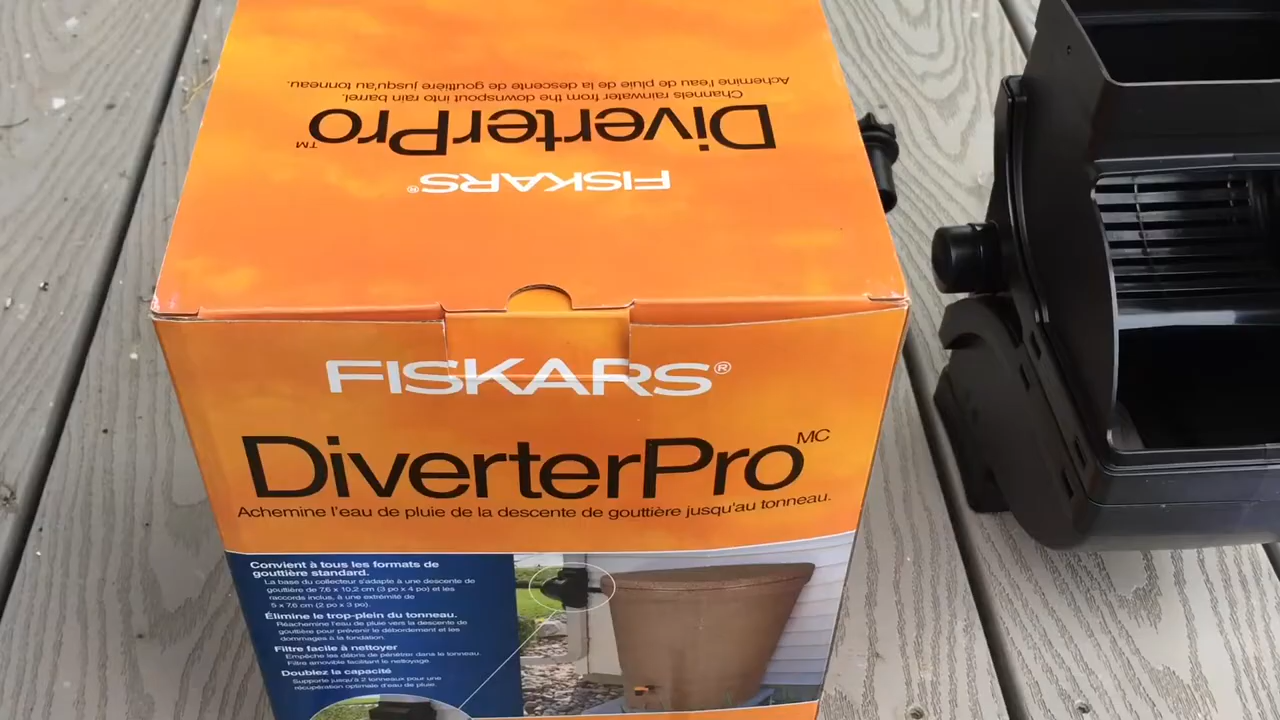 FISKARS®
DiverterPro™
Channels rainwater from the downspout into rain barrel.
Achemine l'eau de pluie de la descente de gouttière jusqu'au tonneau.
FISKARS®
DiverterPro MC
Achemine l'eau de pluie de la descente de gouttière jusqu'au tonneau.
Convient à tous les formats de
gouttière standard.
La base du collecteur s'adapte à une descente de
gouttière de 7,6 x 10,2 cm (3 po x 4 po) et les
raccords inclus, à une extrémité de
5 x 7,6 cm (2 po x 3 po).
Élimine le trop-plein du tonneau.
Réachemine l'eau de pluie vers la descente de
gouttière pour prévenir le débordement et les
dommages à la fondation.
Filtre facile à nettoyer
Empêche les débris de pénétrer dans le tonneau.
Filtre amovible facilitant le nettoyage.
Doublez la capacité
Supporte jusqu'à 2 tonneaux pour une
récupération optimale d'eau de pluie.